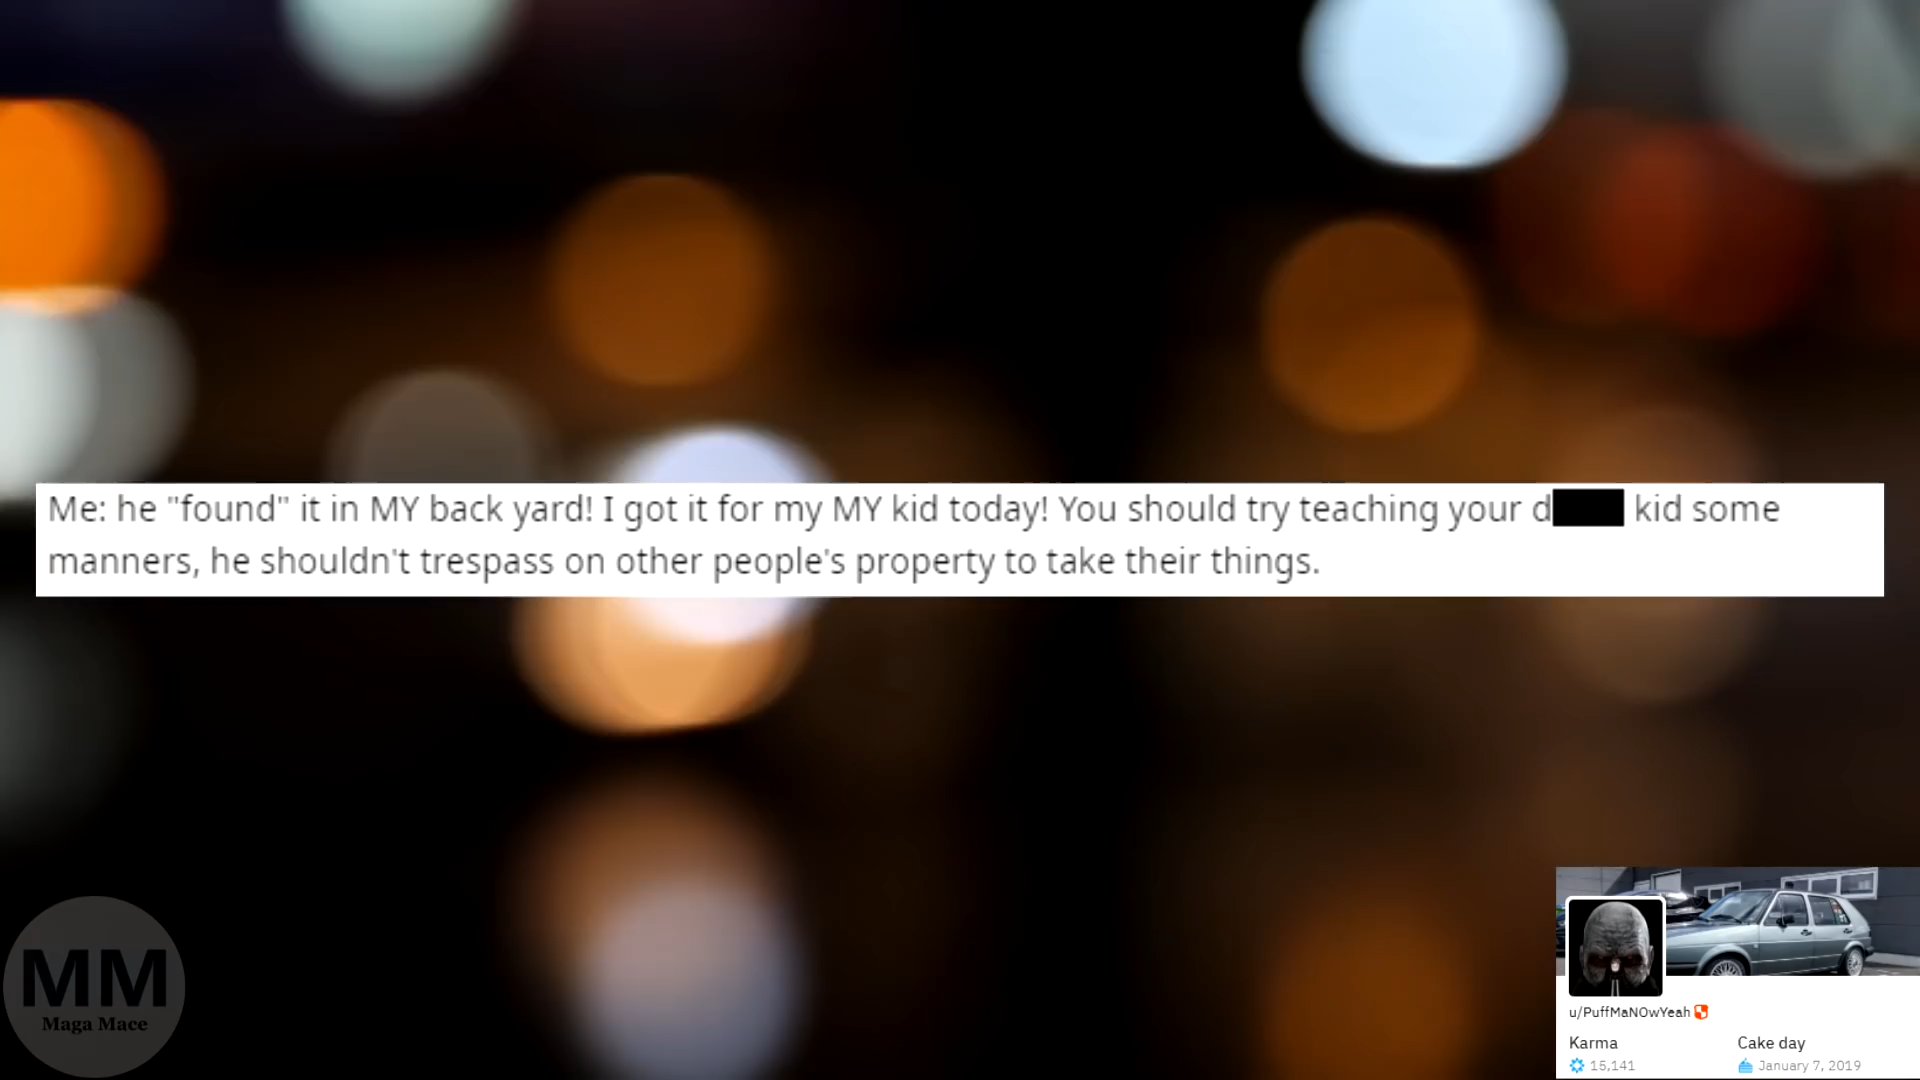 Me: he "found" it in MY back yard! I got it for my MY kid today! You should try teaching your d kid some
manners, he shouldn't trespass on other people's property to take their things.
MM
Maga Mace
u/PuffMaNOwYeah
Karma
Cake day
15,141
January 7, 2019